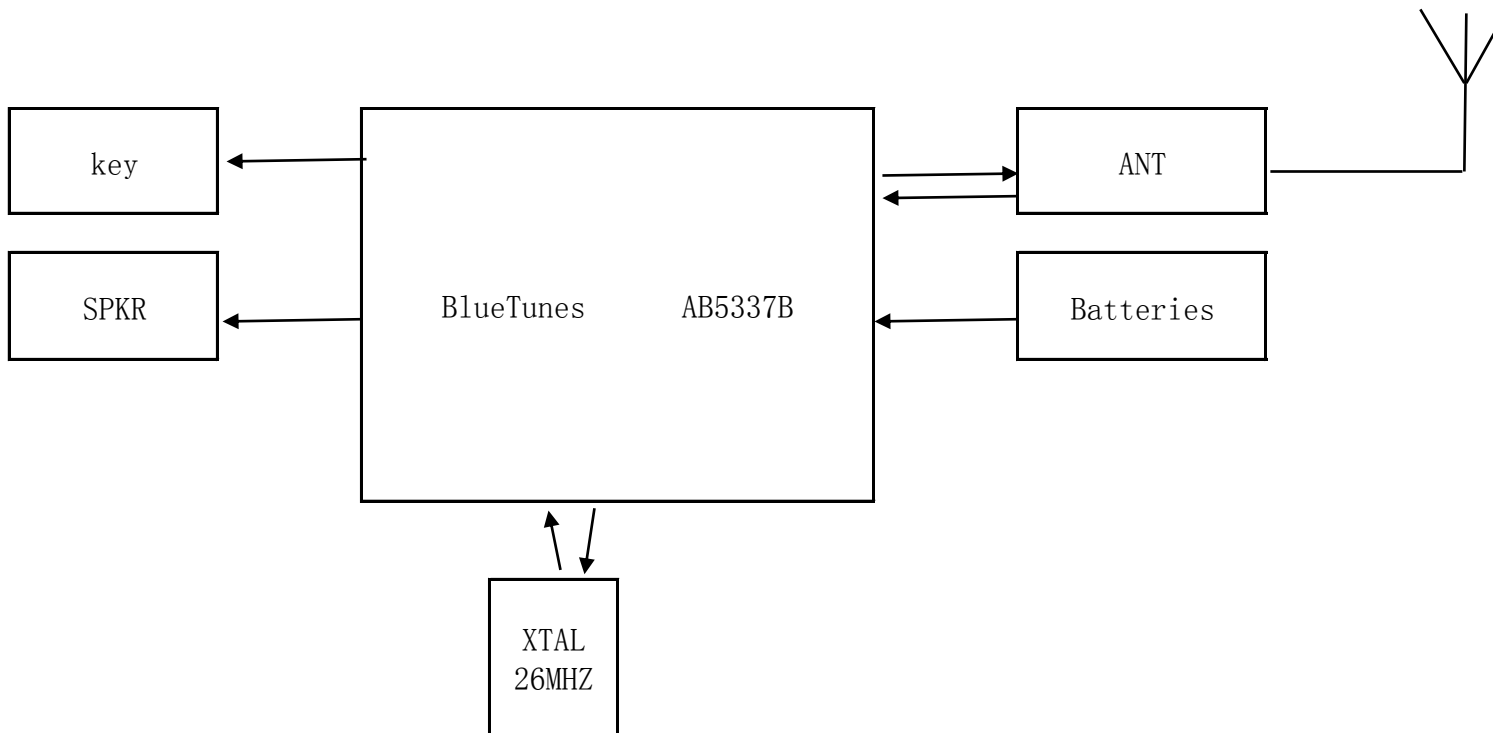 key
ANT
SPKR
BlueTunes AB5337B
Batteries
XTAL
26MHZ